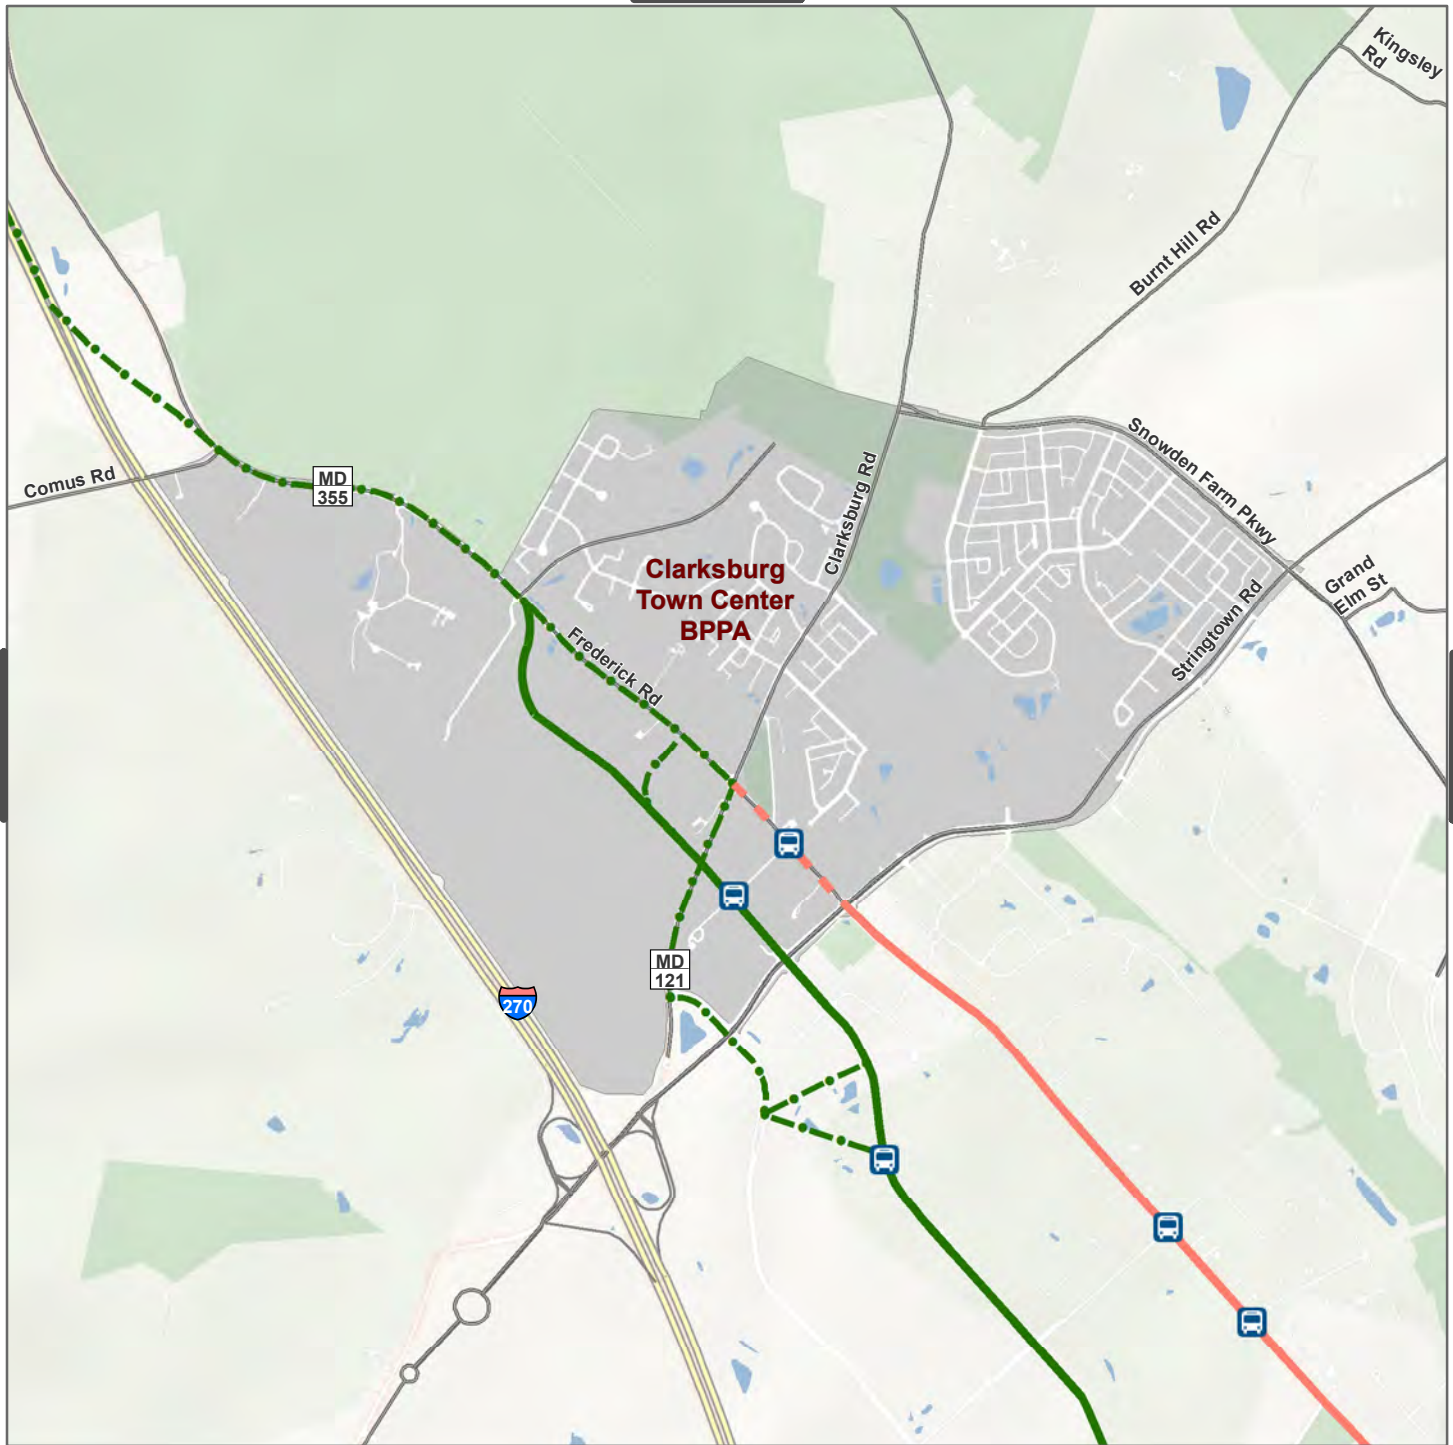 Kingsley
Rd
Burnt Hill Rd
Snowden Farm Pkwy
Clarksburg Rd
Comus Rd
MD
355
Clarksburg
Town Center
BPPA
Grand
Elm St
Stringtown Rd
Frederick Rd
MD
121
270